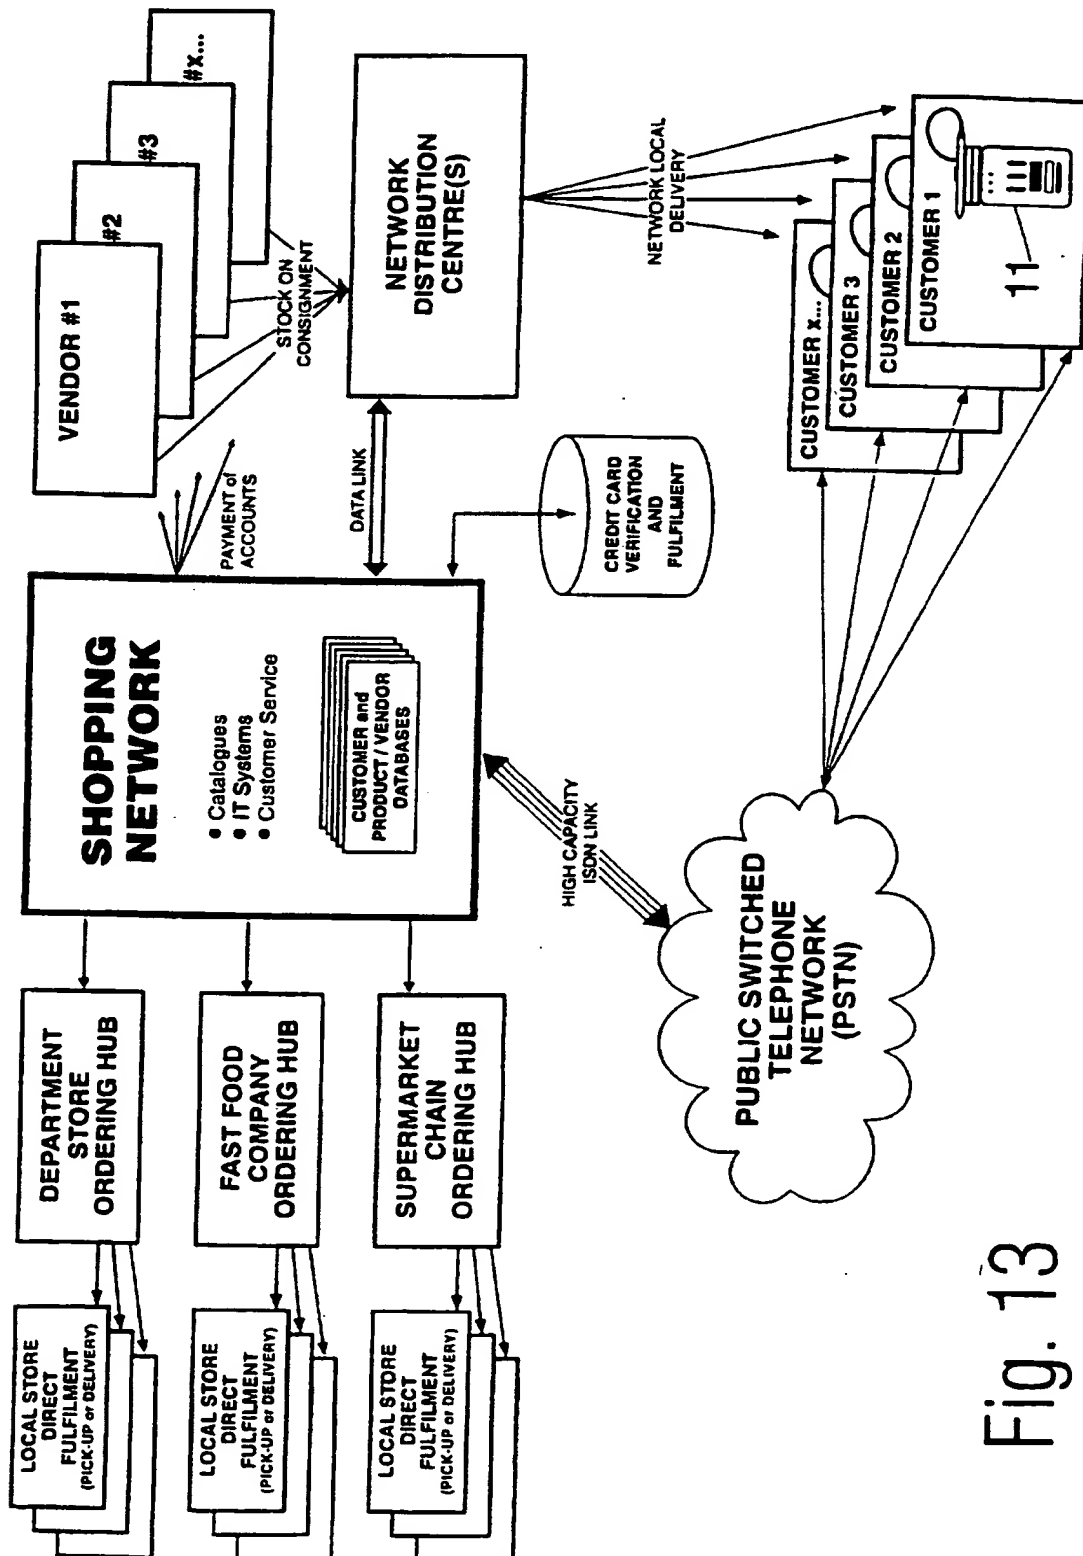 LOCAL STORE
DIRECT
FULFILMENT
(PICK-UP or DELIVERY)
DEPARTMENT
STORE
ORDERING HUB
LOCAL STORE
DIRECT
FULFILMENT
(PICK-UP or DELIVERY)
FAST FOOD
COMPANY
ORDERING HUB
LOCAL STORE
DIRECT
FULFILMENT
(PICK-UP or DELIVERY)
SUPERMARKET
CHAIN
ORDERING HUB
SHOPPING
NETWORK
• Catalogues
• IT Systems
• Customer Service
CUSTOMER and
PRODUCT / VENDOR
DATABASES
PAYMENT of
ACCOUNTS
VENDOR #1
#2
#3
#x...
STOCK ON
CONSIGNMENT
DATA LINK
NETWORK
DISTRIBUTION
CENTRE(S)
CREDIT CARD
VERIFICATION
AND
FULFILMENT
HIGH CAPACITY
ISDN LINK
NETWORK LOCAL
DELIVERY
PUBLIC SWITCHED
TELEPHONE
NETWORK
(PSTN)
CUSTOMER x...
CUSTOMER 3
CUSTOMER 2
CUSTOMER 1
11
Fig. 13